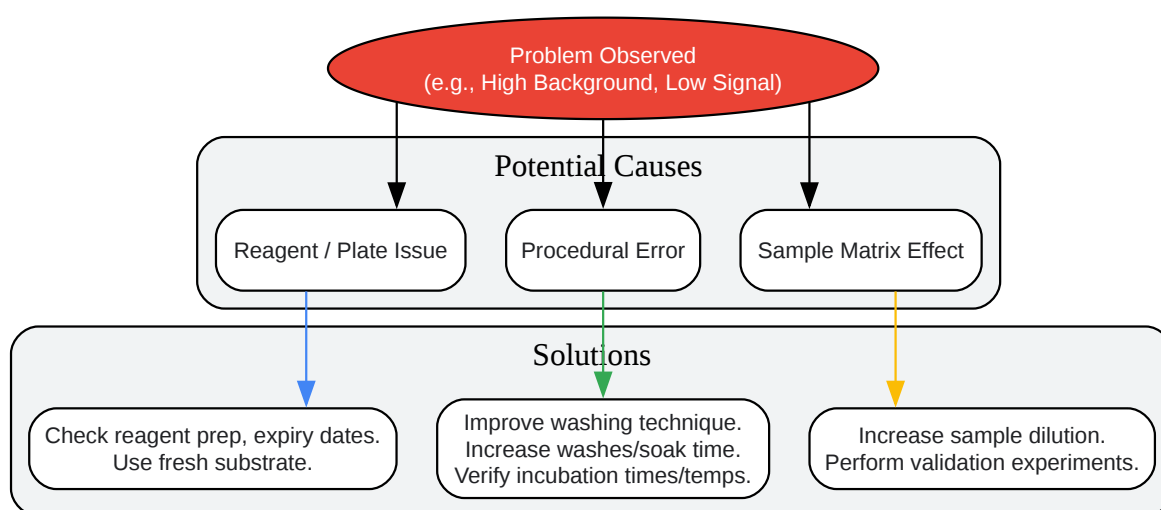 Problem Observed
(e.g., High Background, Low Signal)
Potential Causes
Reagent / Plate Issue
Procedural Error
Sample Matrix Effect
Solutions
Check reagent prep, expiry dates.
Use fresh substrate.
Improve washing technique.
Increase washes/soak time.
Verify incubation times/temps.
Increase sample dilution.
Perform validation experiments.